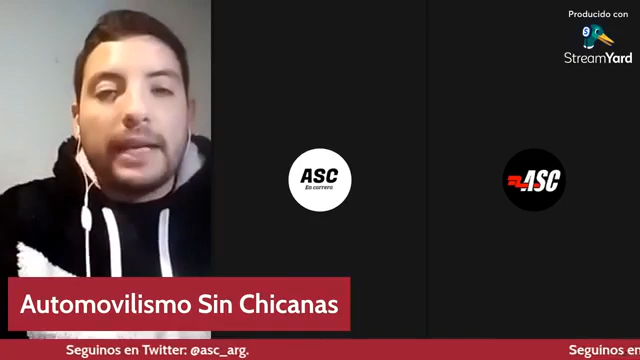 Producido con
StreamYard
ASC
En carrera
ASC
Automovilismo Sin Chicanas
Seguinos en Twitter: @asc_arg.
Seguinos en